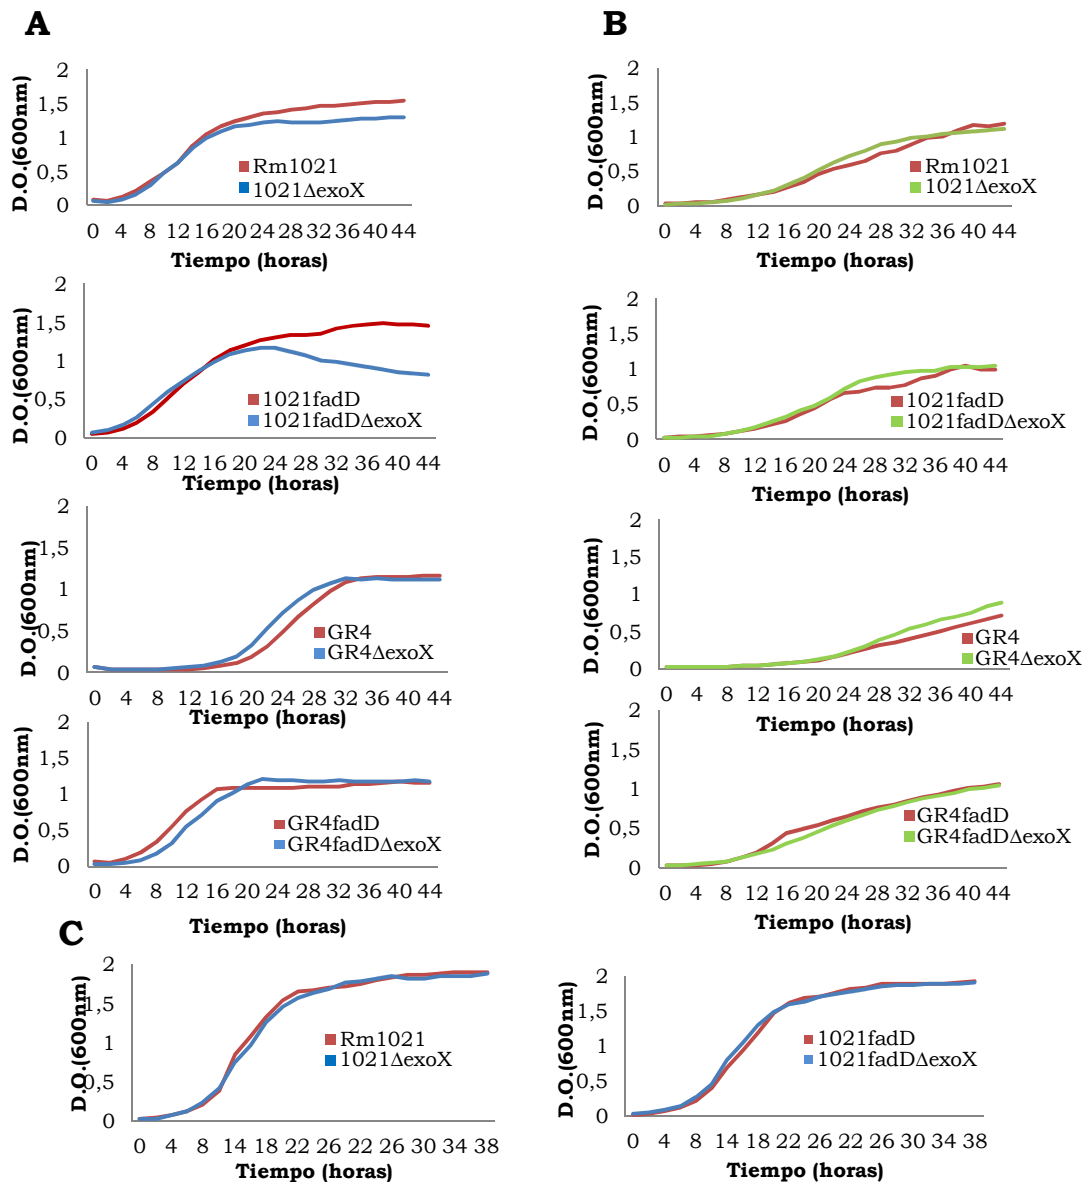 A
B
D.O.(600nm)
2
1,5
1
0,5
0
Rm1021
1021ΔexoX
0 4 8 12 16 20 24 28 32 36 40 44
Tiempo (horas)
D.O.(600nm)
2
1,5
1
0,5
0
Rm1021
1021ΔexoX
0 4 8 12 16 20 24 28 32 36 40 44
Tiempo (horas)
D.O.(600nm)
2
1,5
1
0,5
0
1021fadD
1021fadDΔexoX
0 4 8 12 16 20 24 28 32 36 40 44
Tiempo (horas)
D.O.(600nm)
2
1,5
1
0,5
0
1021fadD
1021fadDΔexoX
0 4 8 12 16 20 24 28 32 36 40 44
Tiempo (horas)
D.O.(600nm)
2
1,5
1
0,5
0
GR4
GR4ΔexoX
0 4 8 12 16 20 24 28 32 36 40 44
Tiempo (horas)
D.O.(600nm)
2
1,5
1
0,5
0
GR4
GR4ΔexoX
0 4 8 12 16 20 24 28 32 36 40 44
Tiempo (horas)
D.O.(600nm)
2
1,5
1
0,5
0
GR4fadD
GR4fadDΔexoX
0 4 8 12 16 20 24 28 32 36 40 44
Tiempo (horas)
D.O.(600nm)
2
1,5
1
0,5
0
GR4fadD
GR4fadDΔexoX
0 4 8 12 16 20 24 28 32 36 40 44
Tiempo (horas)
C
D.O.(600nm)
2
1,5
1
0,5
0
Rm1021
1021ΔexoX
0 4 8 12 14 18 22 26 30 34 38
Tiempo (horas)
D.O.(600nm)
2
1,5
1
0,5
0
1021fadD
1021fadDΔexoX
0 4 8 12 14 18 22 26 30 34 38
Tiempo (horas)